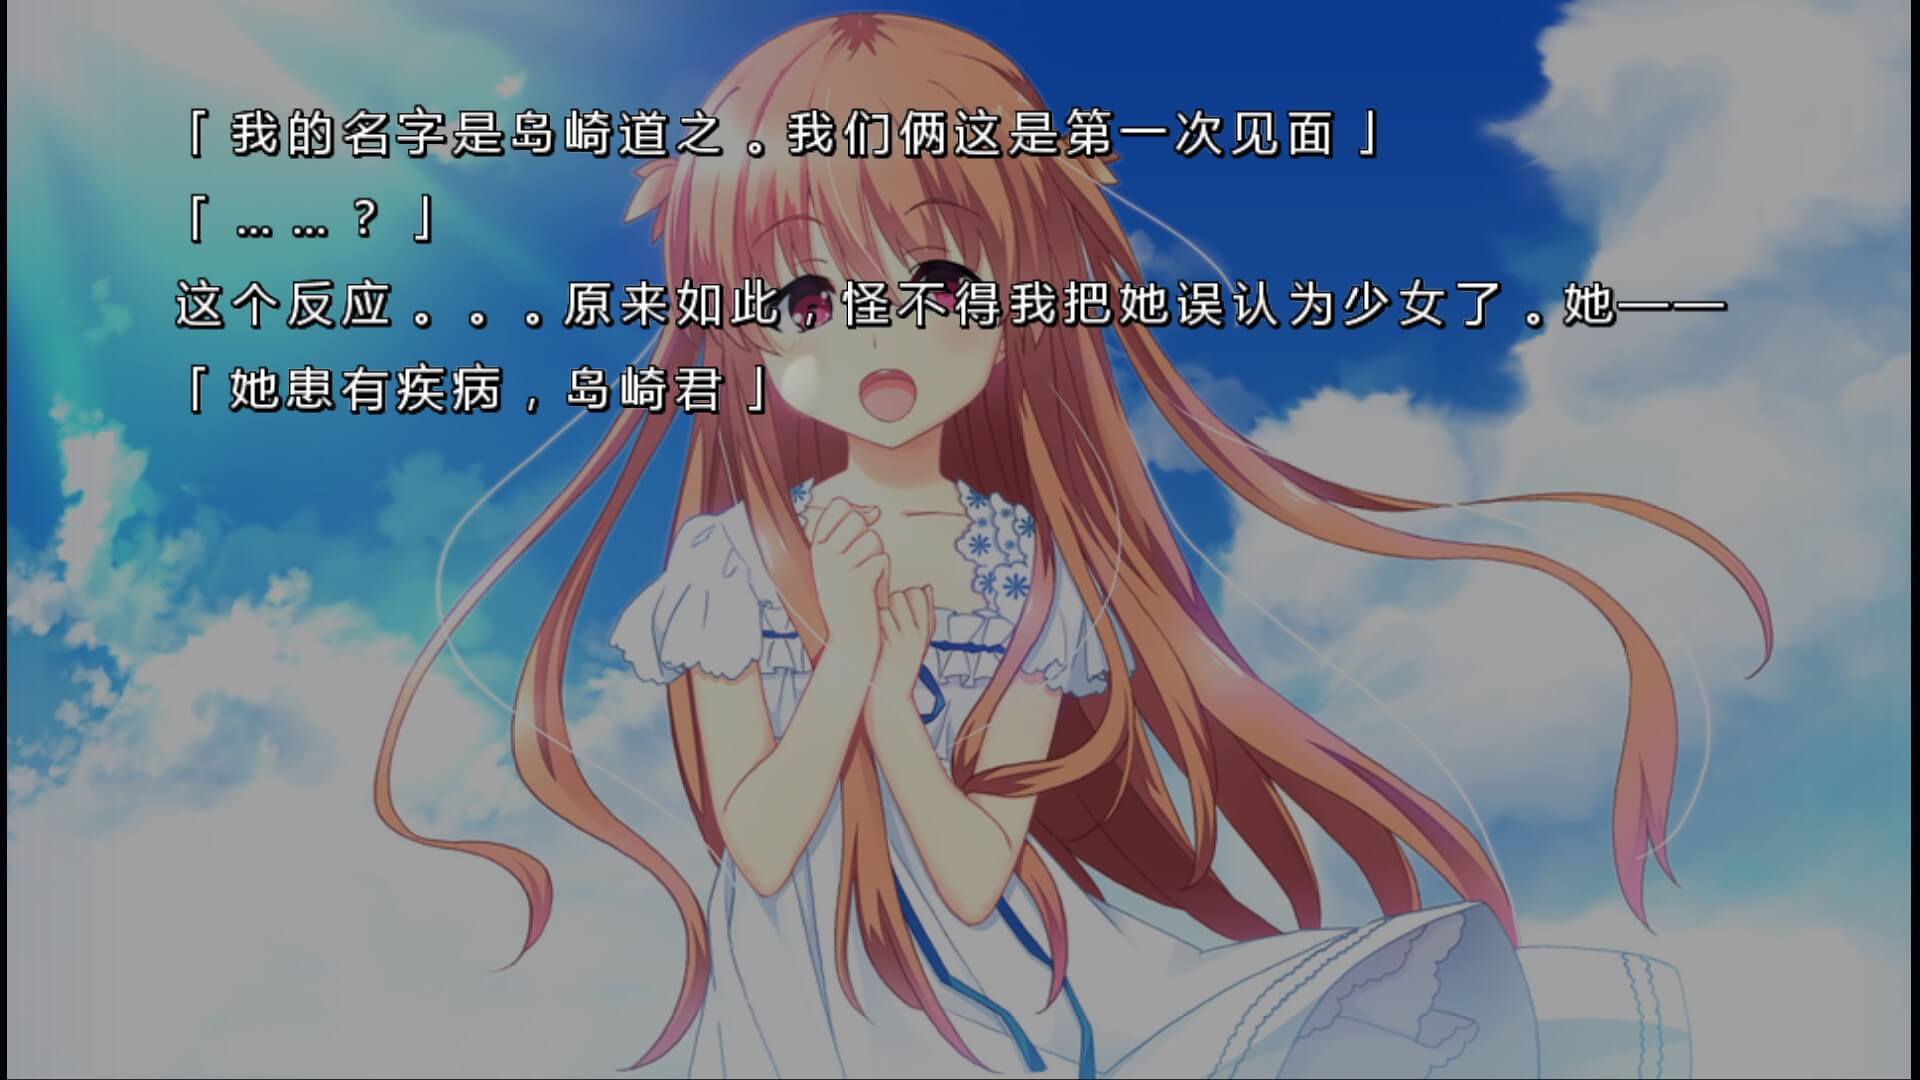 「我的名字是岛崎道之。我们俩这是第一次见面」
「……？」
这个反应。。。原来如此，怪不得我把她误认为少女了。她——
「她患有疾病，岛崎君」